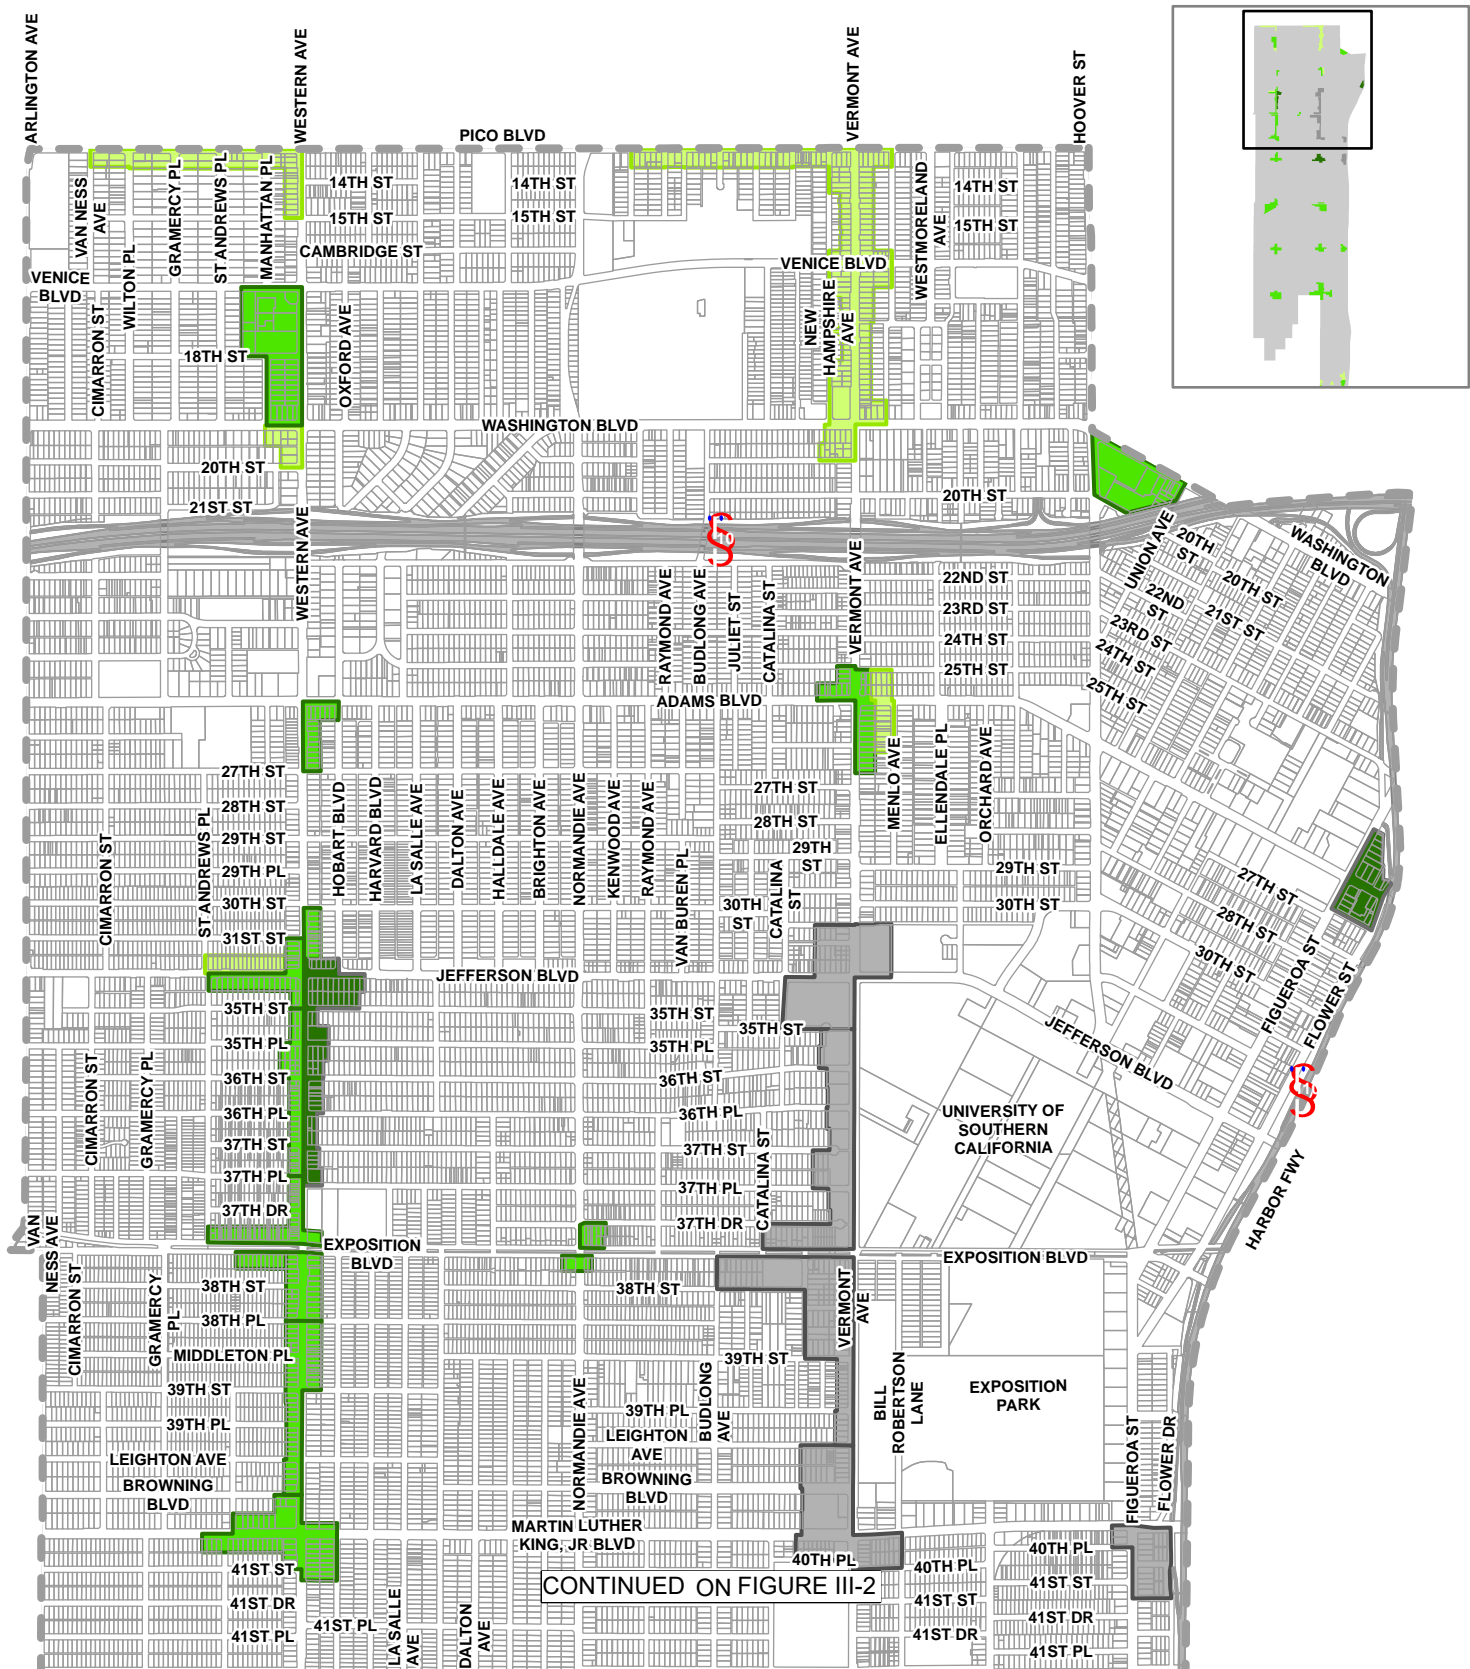 ARLINGTON AVE
WESTERN AVE
VERMONT AVE
HOOVER ST
PICO BLVD
VAN NESS
AVE
WILTON PL
GRAMERCY PL
ST ANDREWS PL
MANHATTAN PL
14TH ST
15TH ST
CAMBRIDGE ST
14TH ST
15TH ST
WESTMORELAND
AVE
14TH ST
15TH ST
VENICE
BLVD
VENICE BLVD
CIMARRON ST
18TH ST
OXFORD AVE
NEW
HAMPSHIRE
AVE
WASHINGTON BLVD
20TH ST
21ST ST
20TH ST
WESTERN AVE
10
VERMONT AVE
UNION AVE
20TH
ST
WASHINGTON
BLVD
20TH ST
21ST ST
22ND
ST
23RD ST
24TH ST
25TH ST
22ND ST
23RD ST
24TH ST
25TH ST
RAYMOND AVE
BUDLONG AVE
JULIET ST
CATALINA ST
ADAMS BLVD
27TH ST
28TH ST
29TH ST
29TH PL
30TH ST
31ST ST
CIMARRON ST
ST ANDREWS PL
HOBART BLVD
HARVARD BLVD
LA SALLE AVE
DALTON AVE
HALLDALE AVE
BRIGHTON AVE
NORMANDIE AVE
KENWOOD AVE
RAYMOND AVE
VAN BUREN PL
27TH ST
28TH ST
29TH
ST
30TH
ST
CATALINA
ST
MENLO AVE
ELLENDALE PL
ORCHARD AVE
29TH ST
30TH ST
27TH ST
28TH ST
30TH ST
FIGUEROA ST
FLOWER ST
JEFFERSON BLVD
JEFFERSON BLVD
35TH ST
35TH PL
36TH ST
36TH PL
37TH ST
37TH PL
37TH DR
CIMARRON ST
GRAMERCY PL
35TH ST
35TH PL
36TH ST
36TH PL
37TH ST
37TH PL
37TH DR
35TH ST
CATALINA ST
UNIVERSITY OF
SOUTHERN
CALIFORNIA
HARBOR FWY
VAN
NESS AVE
EXPOSITION
BLVD
EXPOSITION BLVD
CIMARRON ST
GRAMERCY
PL
38TH ST
38TH PL
MIDDLETON PL
39TH ST
39TH PL
LEIGHTON AVE
BROWNING
BLVD
38TH ST
39TH ST
39TH PL
LEIGHTON
AVE
BROWNING
BLVD
NORMANDIE AVE
BUDLONG
AVE
VERMONT
AVE
BILL
ROBERTSON
LANE
EXPOSITION
PARK
FIGUEROA ST
FLOWER DR
MARTIN LUTHER
KING, JR BLVD
40TH PL
40TH PL
40TH PL
41ST ST
41ST DR
41ST PL
41ST PL
LA SALLE
AVE
DALTON
AVE
CONTINUED ON FIGURE III-2
41ST ST
41ST DR
41ST ST
41ST DR
41ST PL